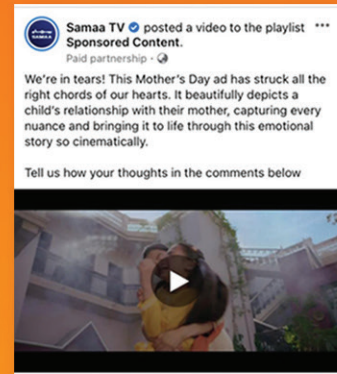 Samaa TV posted a video to the playlist
Sponsored Content.
Paid partnership ·
We're in tears! This Mother's Day ad has struck all the
right chords of our hearts. It beautifully depicts a
child's relationship with their mother, capturing every
nuance and bringing it to life through this emotional
story so cinematically.
Tell us how your thoughts in the comments below